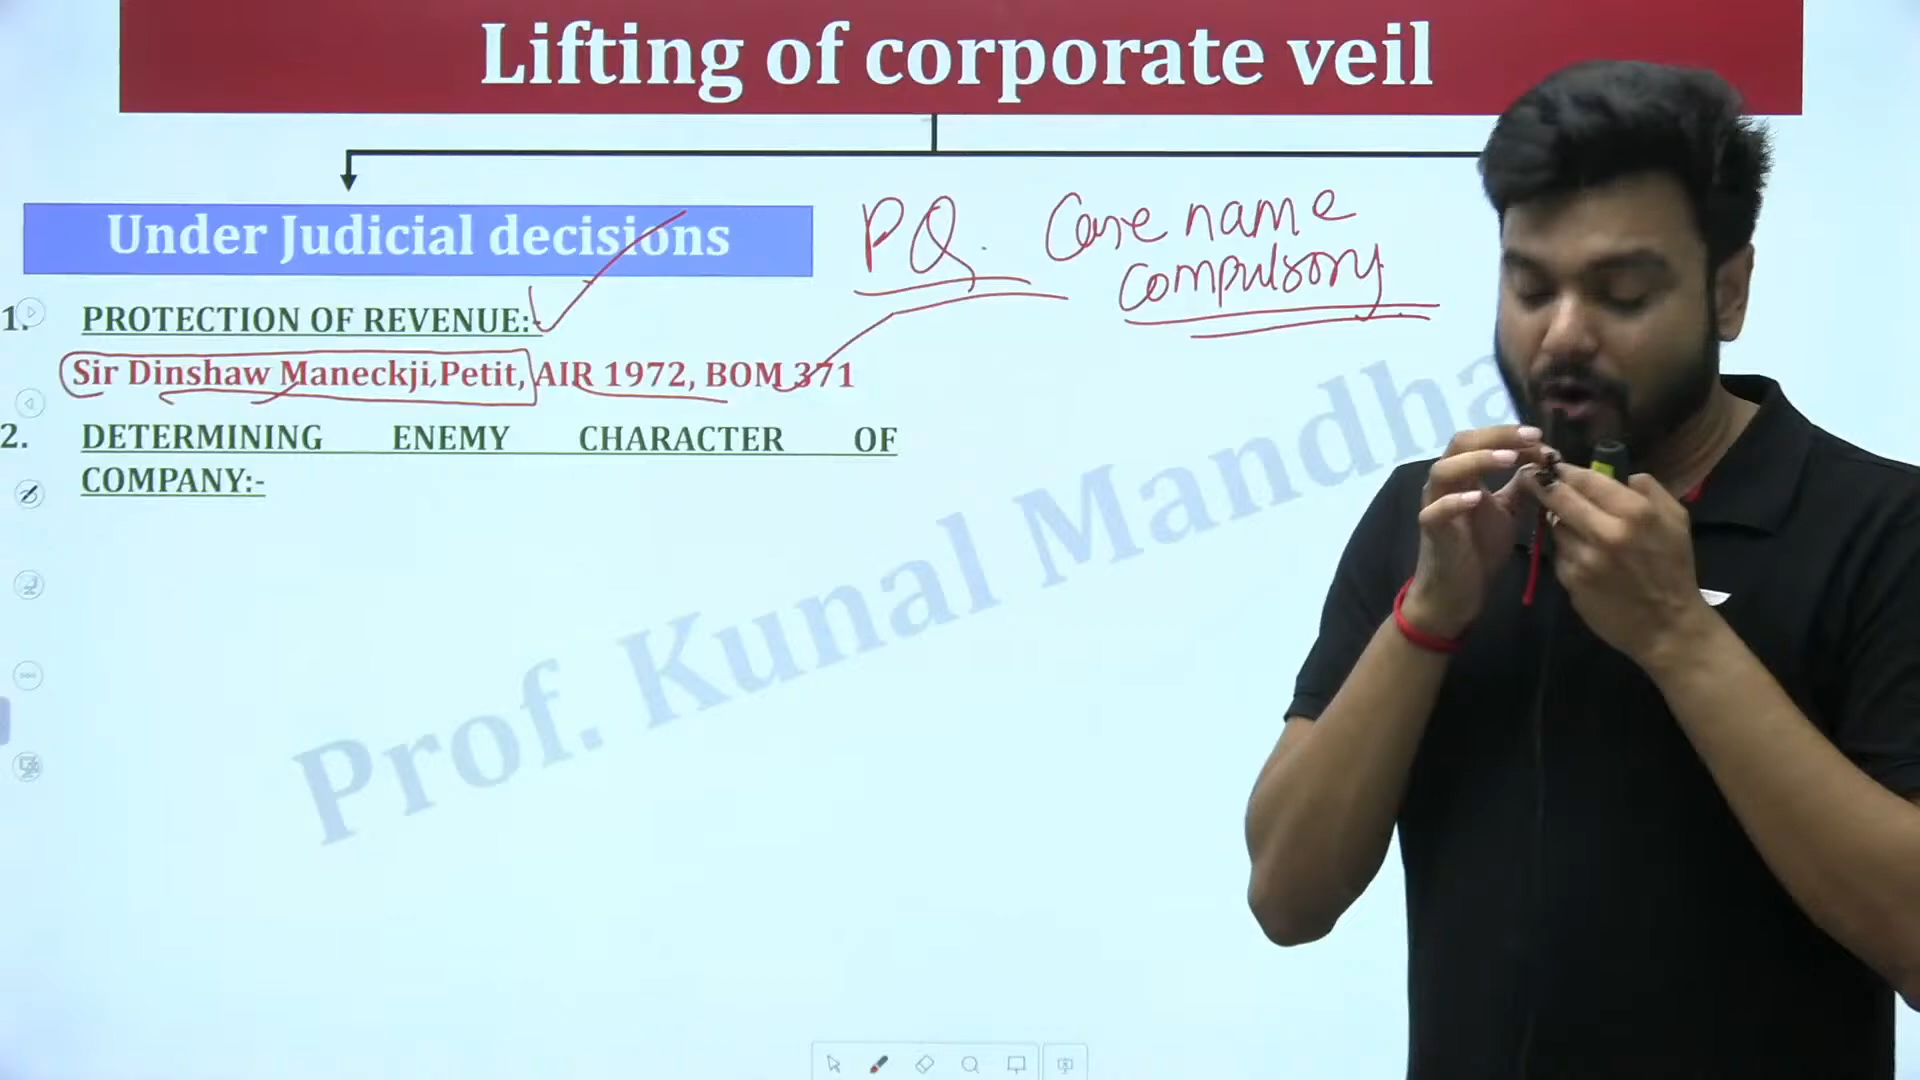 Lifting of corporate veil
Under Judicial decisions
PQ. Case name
compulsory
1. PROTECTION OF REVENUE:-
Sir Dinshaw Maneckji,Petit, AIR 1972, BOM 371
2. DETERMINING ENEMY CHARACTER OF
COMPANY:-
Prof. Kunal Mandha